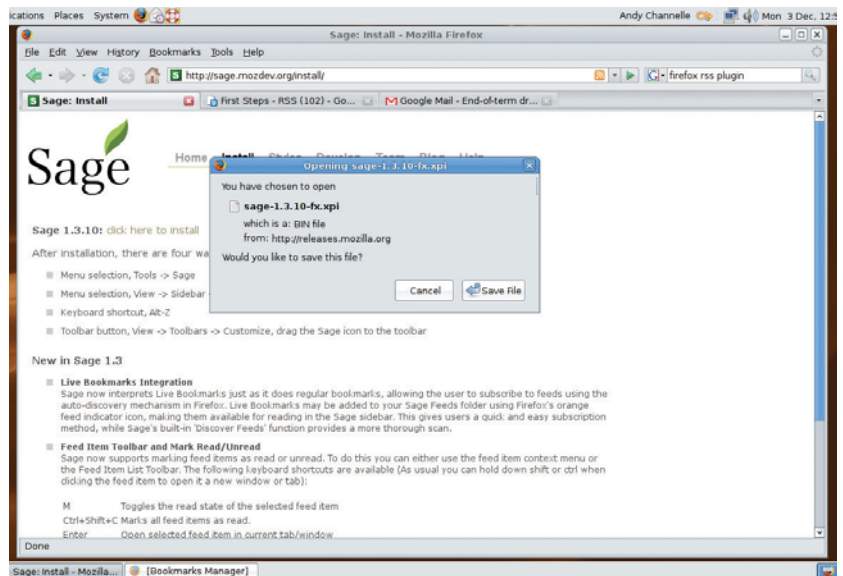 ications Places System Andy Channelle Mon 3 Dec, 12:5
Sage: Install - Mozilla Firefox
File Edit View History Bookmarks Tools Help
http://sage.mozdev.org/install/ G firefox rss plugin
S Sage: Install First Steps - RSS (102) - Go... Google Mail - End-of-term dr...
Sage
Home Install Styles Develop Team Blog Help
Opening sage-1.3.10-fx.xpi
You have chosen to open
sage-1.3.10-fx.xpi
which is a: BIN file
from: http://releases.mozilla.org
Would you like to save this file?
Cancel Save File
Sage 1.3.10: click here to install
After installation, there are four wa
Menu selection, Tools -> Sage
Menu selection, View -> Sidebar
Keyboard shortcut, Alt-Z
Toolbar button, View -> Toolbars -> Customize, drag the Sage icon to the toolbar
New in Sage 1.3
Live Bookmarks Integration
Sage now interprets Live Bookmarks just as it does regular bookmarks, allowing the user to subscribe to feeds using the
auto-discovery mechanism in Firefox. Live Bookmarks may be added to your Sage Feeds folder using Firefox's orange
feed indicator icon, making them available for reading in the Sage sidebar. This gives users a quick and easy subscription
method, while Sage's built-in 'Discover Feeds' function provides a more thorough scan.
Feed Item Toolbar and Mark Read/Unread
Sage now supports marking feed items as read or unread. To do this you can either use the feed item context menu or
the Feed Item List Toolbar. The following keyboard shortcuts are available (As usual you can hold down shift or ctrl when
clicking the feed item to open it a new window or tab):
M Toggles the read state of the selected feed item
Ctrl+Shift+C Marks all feed items as read.
Enter Open selected feed item in current tab/window
Done
Sage: Install - Mozilla... [Bookmarks Manager]